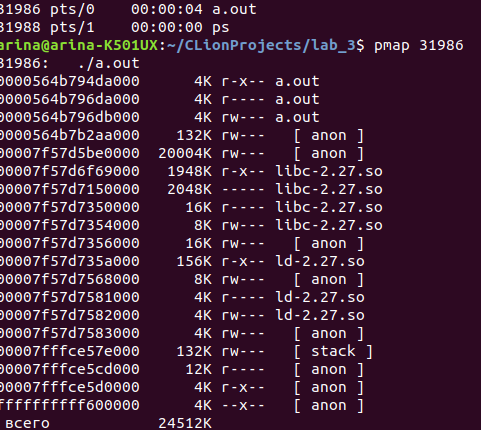 31986 pts/0    00:00:04 a.out
31988 pts/1    00:00:00 ps
arina@arina-K501UX:~/CLionProjects/lab_3$ pmap 31986
31986:   ./a.out
0000564b794da000      4K r-x-- a.out
0000564b796da000      4K r---- a.out
0000564b796db000      4K rw--- a.out
0000564b7b2aa000    132K rw---   [ anon ]
00007f57d5be0000  20004K rw---   [ anon ]
00007f57d6f69000   1948K r-x-- libc-2.27.so
00007f57d7150000   2048K ----- libc-2.27.so
00007f57d7350000     16K r---- libc-2.27.so
00007f57d7354000      8K rw--- libc-2.27.so
00007f57d7356000     16K rw---   [ anon ]
00007f57d735a000    156K r-x-- ld-2.27.so
00007f57d7568000      8K rw---   [ anon ]
00007f57d7581000      4K r---- ld-2.27.so
00007f57d7582000      4K rw--- ld-2.27.so
00007f57d7583000      4K rw---   [ anon ]
00007fffce57e000    132K rw---   [ stack ]
00007fffce5cd000     12K r----   [ anon ]
00007fffce5d0000      4K r-x--   [ anon ]
ffffffffff600000      4K --x--   [ anon ]
всего            24512K